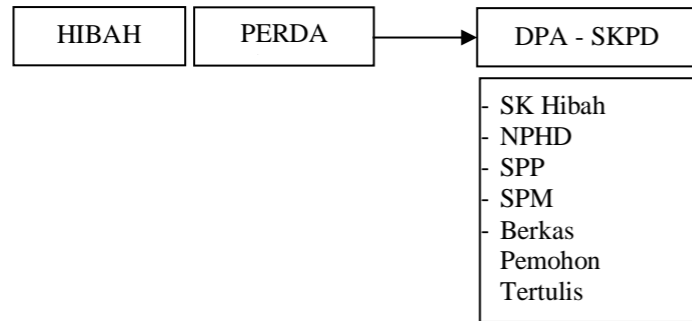 HIBAH PERDA DPA - SKPD
- SK Hibah
- NPHD
- SPP
- SPM
- Berkas
Pemohon
Tertulis